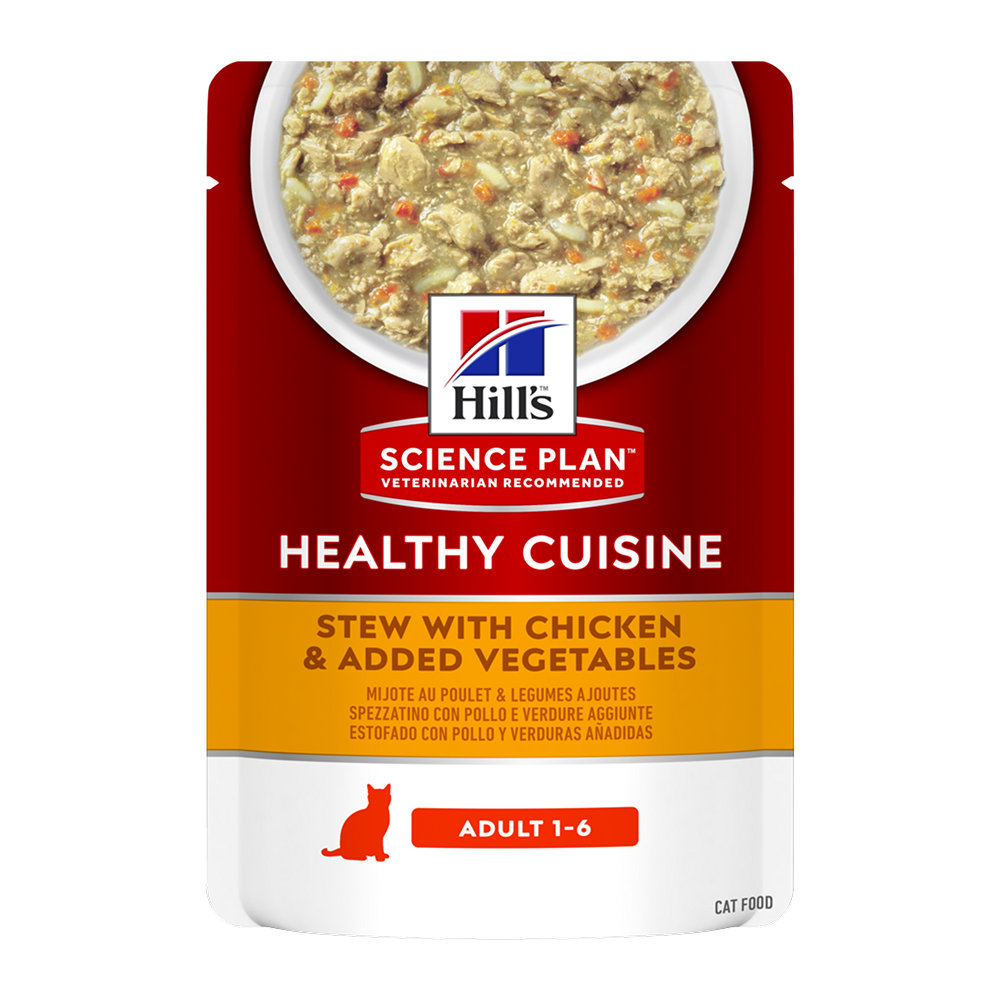 Hill's™
SCIENCE PLAN™
VETERINARIAN RECOMMENDED
HEALTHY CUISINE
STEW WITH CHICKEN
& ADDED VEGETABLES
MIJOTE AU POULET & LEGUMES AJOUTES
SPEZZATINO CON POLLO E VERDURE AGGIUNTE
ESTOFADO CON POLLO Y VERDURAS AÑADIDAS
ADULT 1-6
CAT FOOD